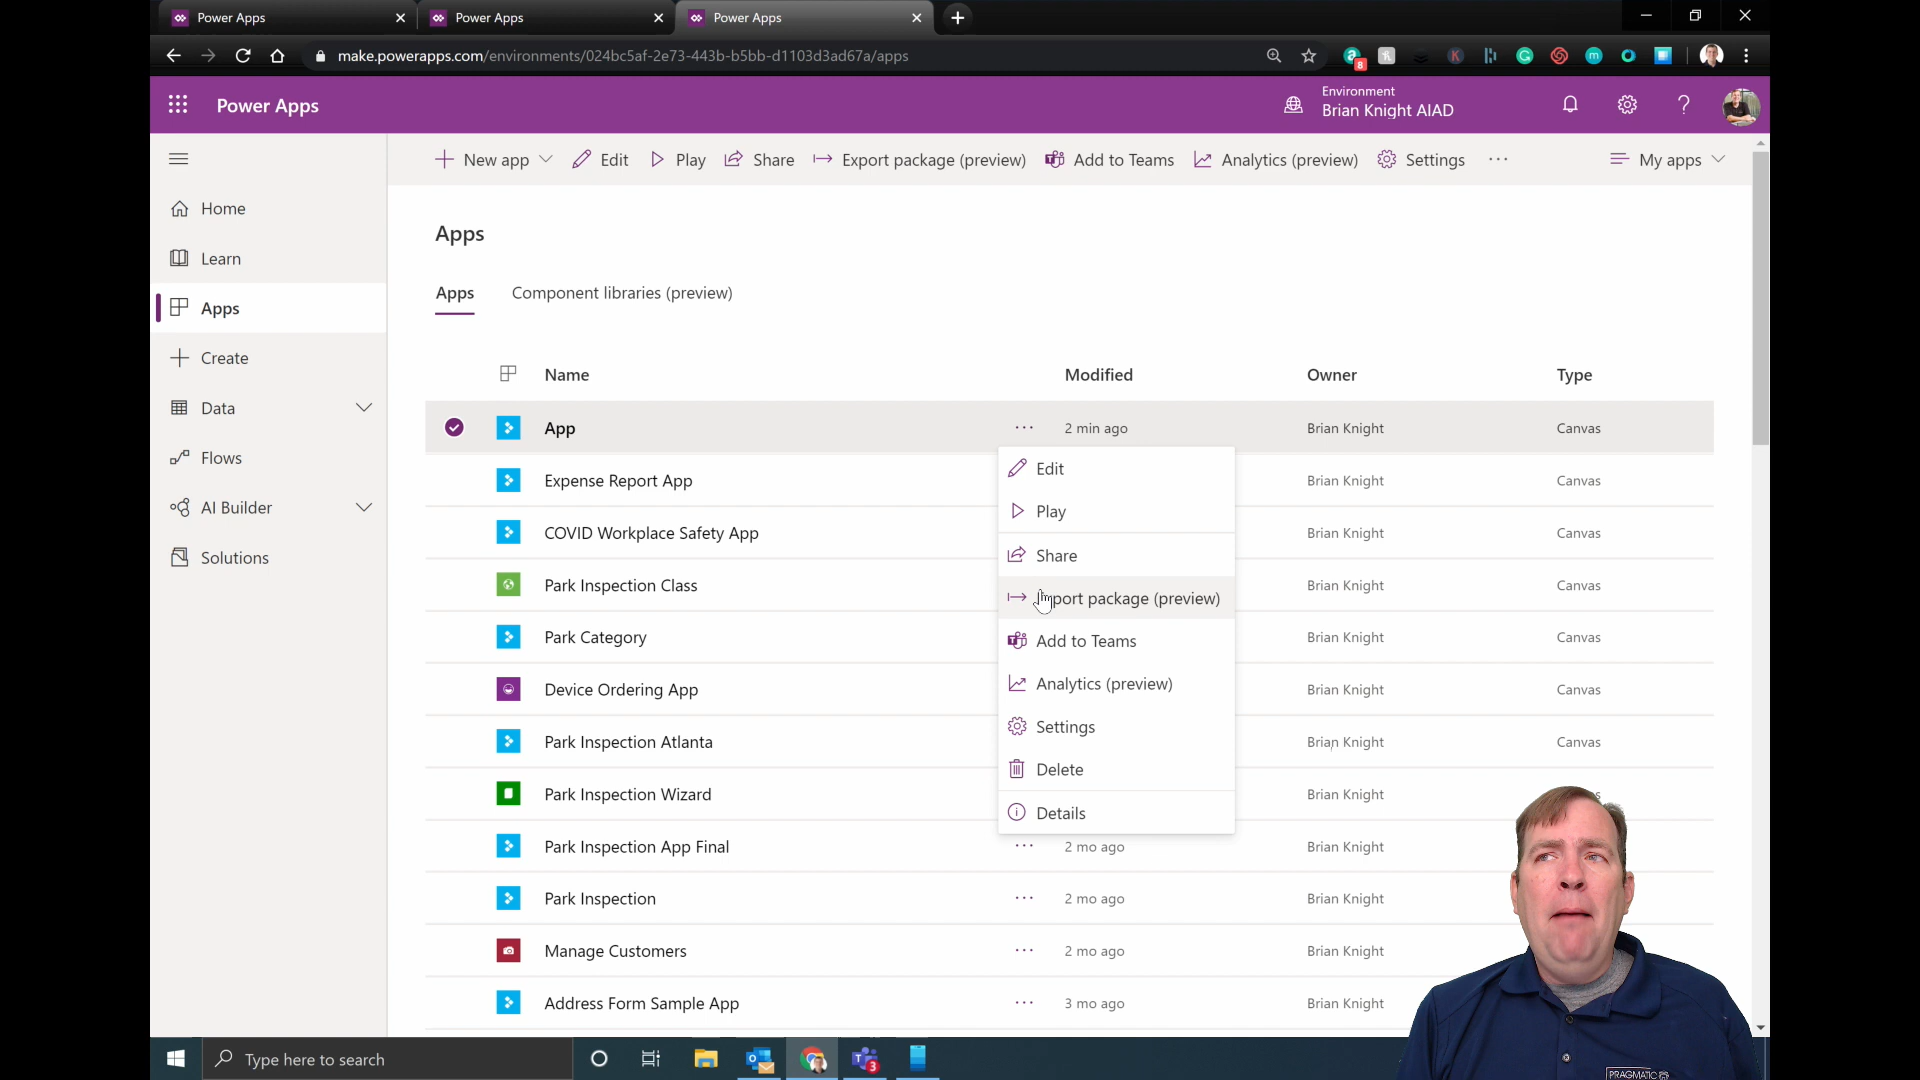 Power Apps
Power Apps
Power Apps
make.powerapps.com/environments/024bc5af-2e73-443b-b5bb-d1103d3ad67a/apps
8
Power Apps
Environment
Brian Knight AIAD
New app
Edit
Play
Share
Export package (preview)
Add to Teams
Analytics (preview)
Settings
My apps
Home
Learn
Apps
Create
Data
Flows
AI Builder
Solutions
Apps
Apps
Component libraries (preview)
Name
Modified
Owner
Type
App
2 min ago
Brian Knight
Canvas
Expense Report App
Brian Knight
Canvas
COVID Workplace Safety App
Brian Knight
Canvas
Park Inspection Class
Brian Knight
Canvas
Park Category
Brian Knight
Canvas
Device Ordering App
Brian Knight
Canvas
Park Inspection Atlanta
Brian Knight
Canvas
Park Inspection Wizard
Brian Knight
Park Inspection App Final
2 mo ago
Brian Knight
Park Inspection
2 mo ago
Brian Knight
Manage Customers
2 mo ago
Brian Knight
Address Form Sample App
3 mo ago
Brian Knight
Edit
Play
Share
package (preview)
Add to Teams
Analytics (preview)
Settings
Delete
Details
Type here to search
3
PRAGMATIC